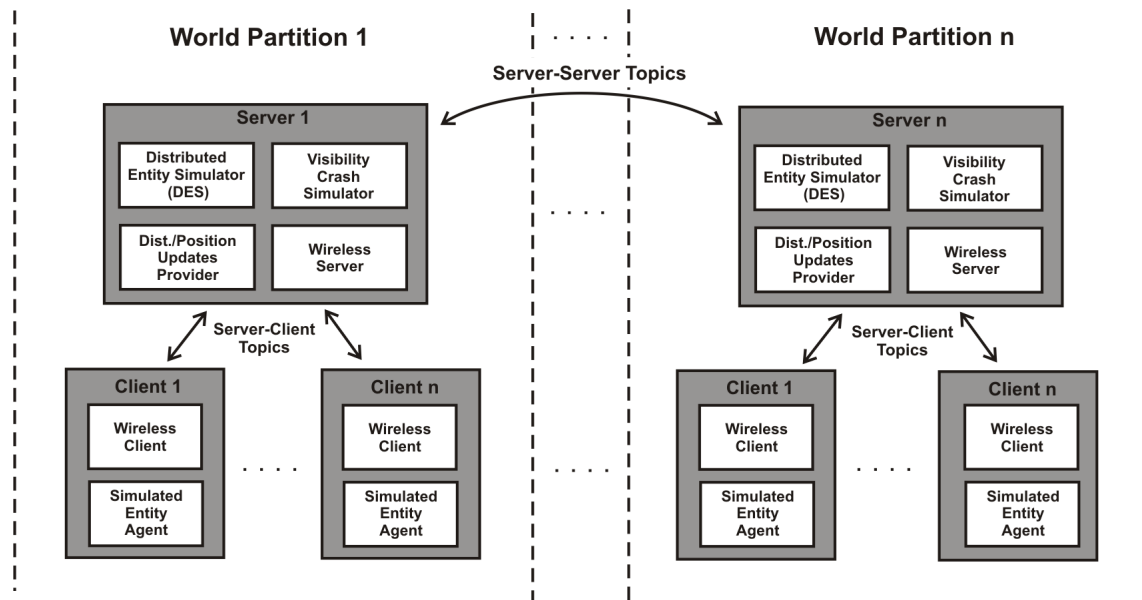 World Partition 1
. . . .
World Partition n
Server-Server Topics
Server 1
Distributed
Entity Simulator
(DES)
Visibility
Crash
Simulator
Dist./Position
Updates
Provider
Wireless
Server
. . . .
Server n
Distributed
Entity Simulator
(DES)
Visibility
Crash
Simulator
Dist./Position
Updates
Provider
Wireless
Server
Server-Client
Topics
Server-Client
Topics
Client 1
Wireless
Client
Simulated
Entity
Agent
. . . .
Client n
Wireless
Client
Simulated
Entity
Agent
. . . .
Client 1
Wireless
Client
Simulated
Entity
Agent
. . . .
Client n
Wireless
Client
Simulated
Entity
Agent